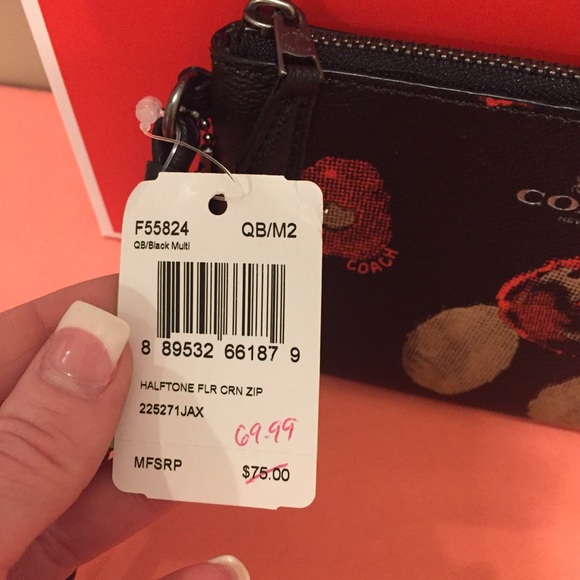 F55824 QB/M2
QB/Black Multi
8 89532 66187 9
HALFTONE FLR CRN ZIP
225271JAX
69.99
MFSRP $75.00
COACH